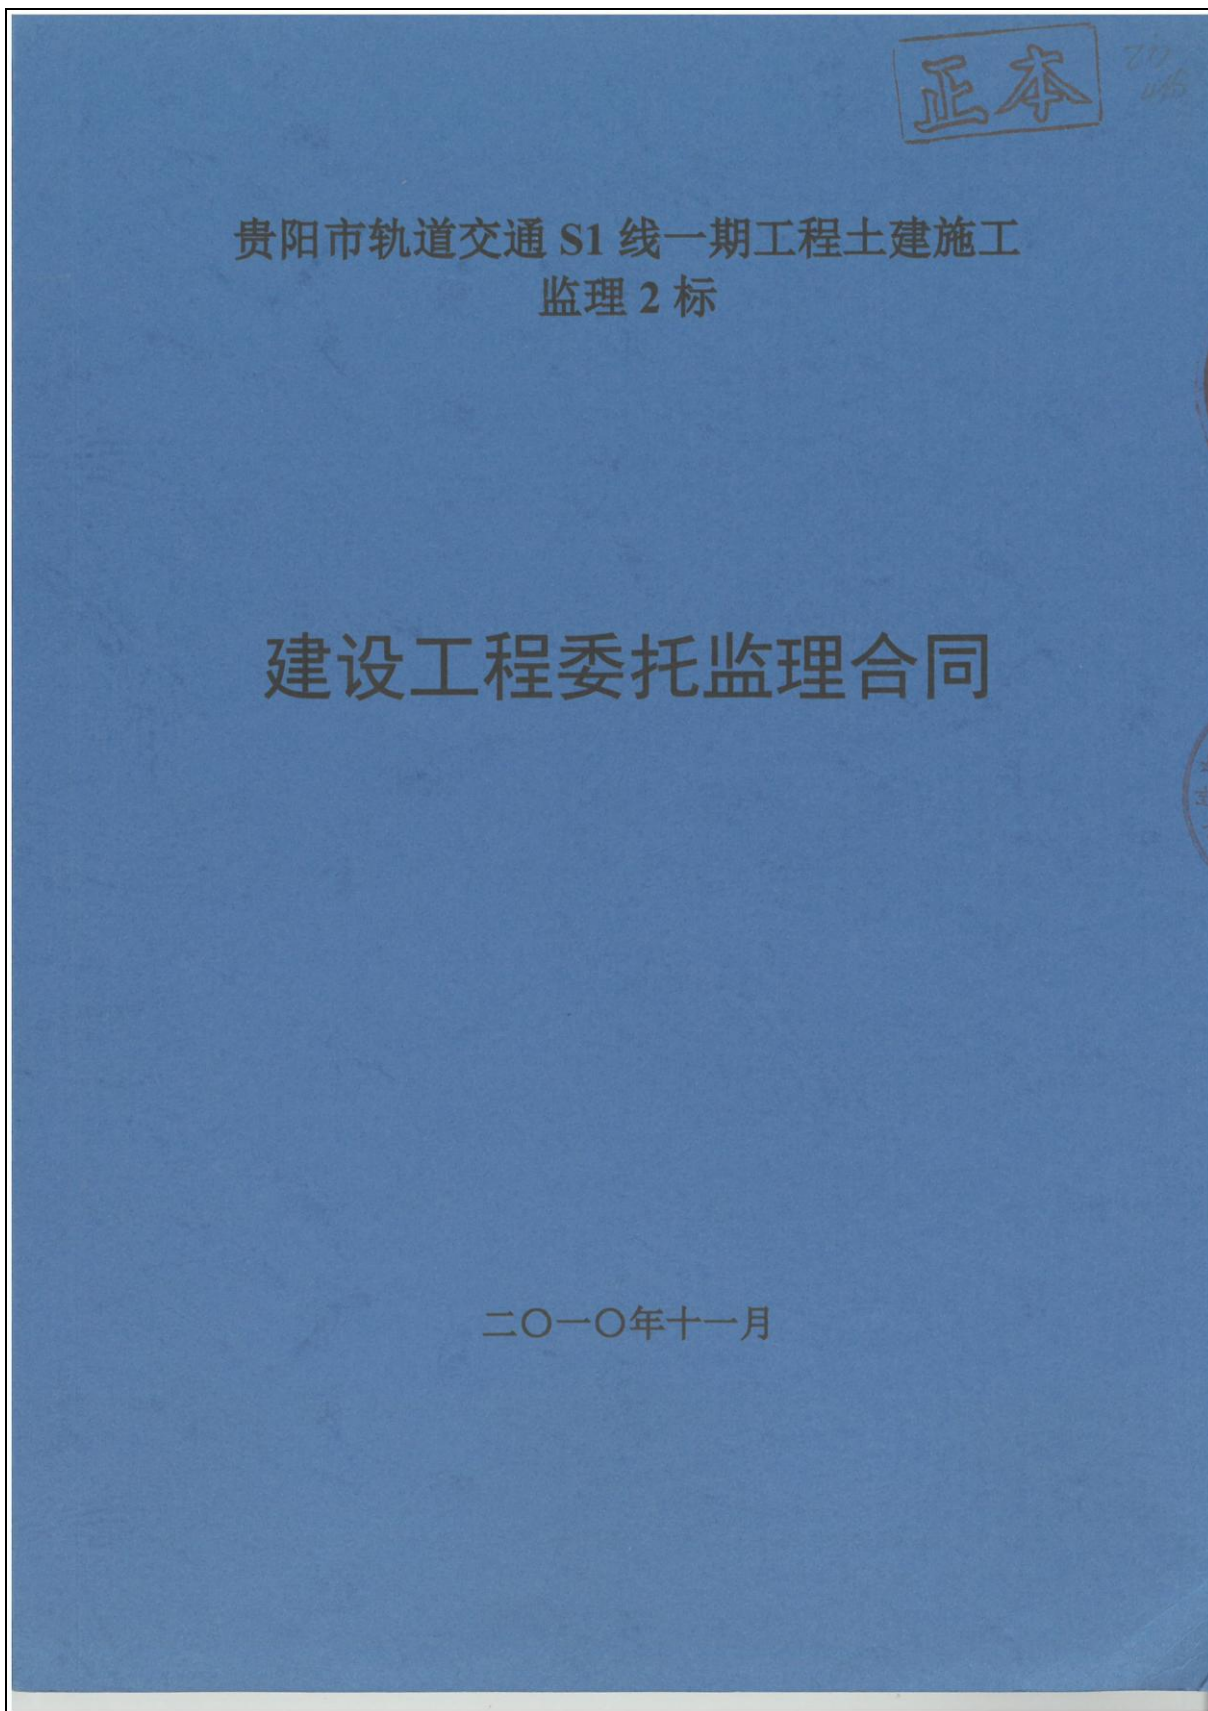 正本
贵阳市轨道交通 S1 线一期工程土建施工
监理 2 标
建设工程委托监理合同
二〇一〇年十一月